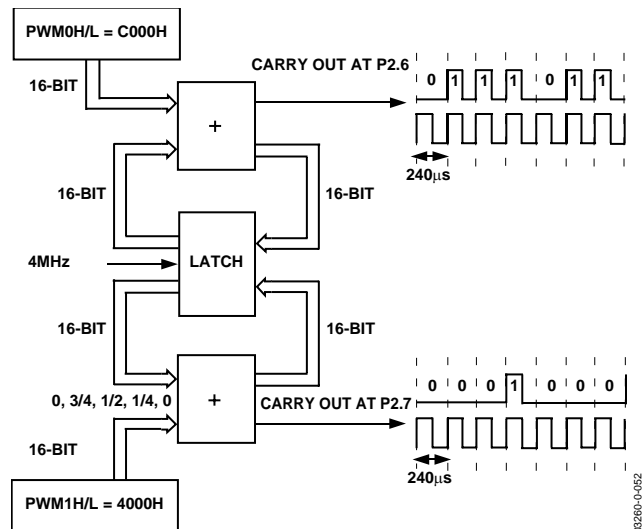 PWM0H/L = C000H
CARRY OUT AT P2.6
0 1 1 1 0 1 1
16-BIT
+
240μs
16-BIT
16-BIT
4MHz
LATCH
16-BIT
16-BIT
+
0, 3/4, 1/2, 1/4, 0
CARRY OUT AT P2.7
0 0 0 1 0 0 0
16-BIT
240μs
PWM1H/L = 4000H
3260-0-052